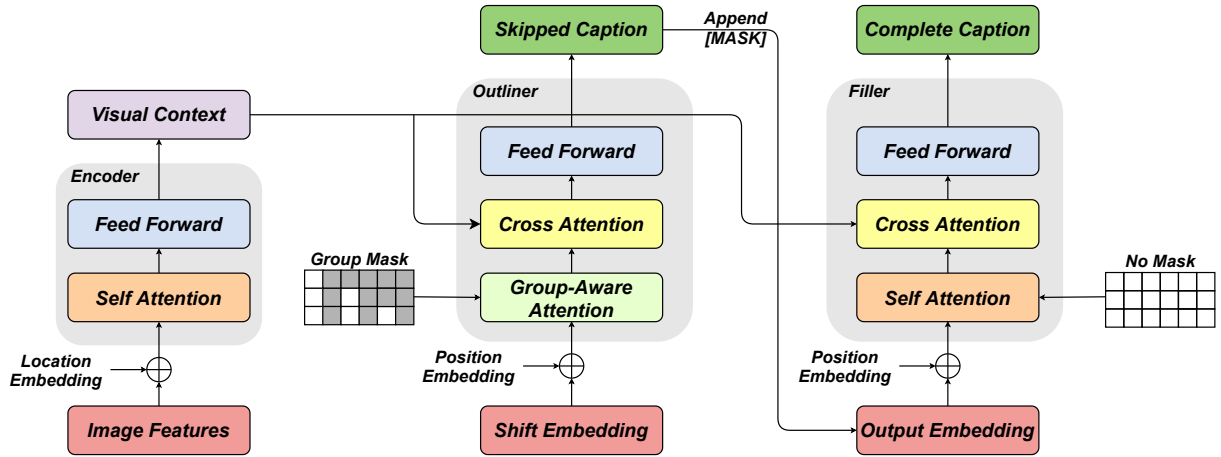 Skipped Caption
Append
[MASK]
Complete Caption
Outliner
Filler
Visual Context
Encoder
Feed Forward
Feed Forward
Feed Forward
Cross Attention
Cross Attention
Group Mask
No Mask
Self Attention
Group-Aware
Attention
Self Attention
Location
Embedding
Position
Embedding
Position
Embedding
Image Features
Shift Embedding
Output Embedding